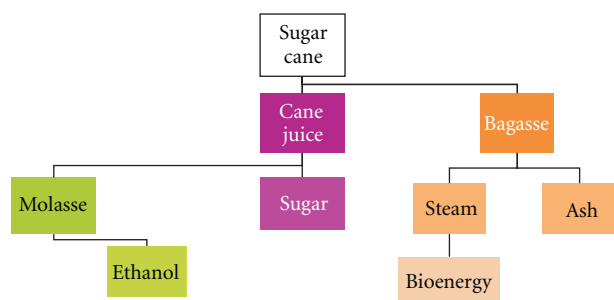 Sugar
cane
Cane
juice
Bagasse
Molasse
Sugar
Steam
Ash
Ethanol
Bioenergy